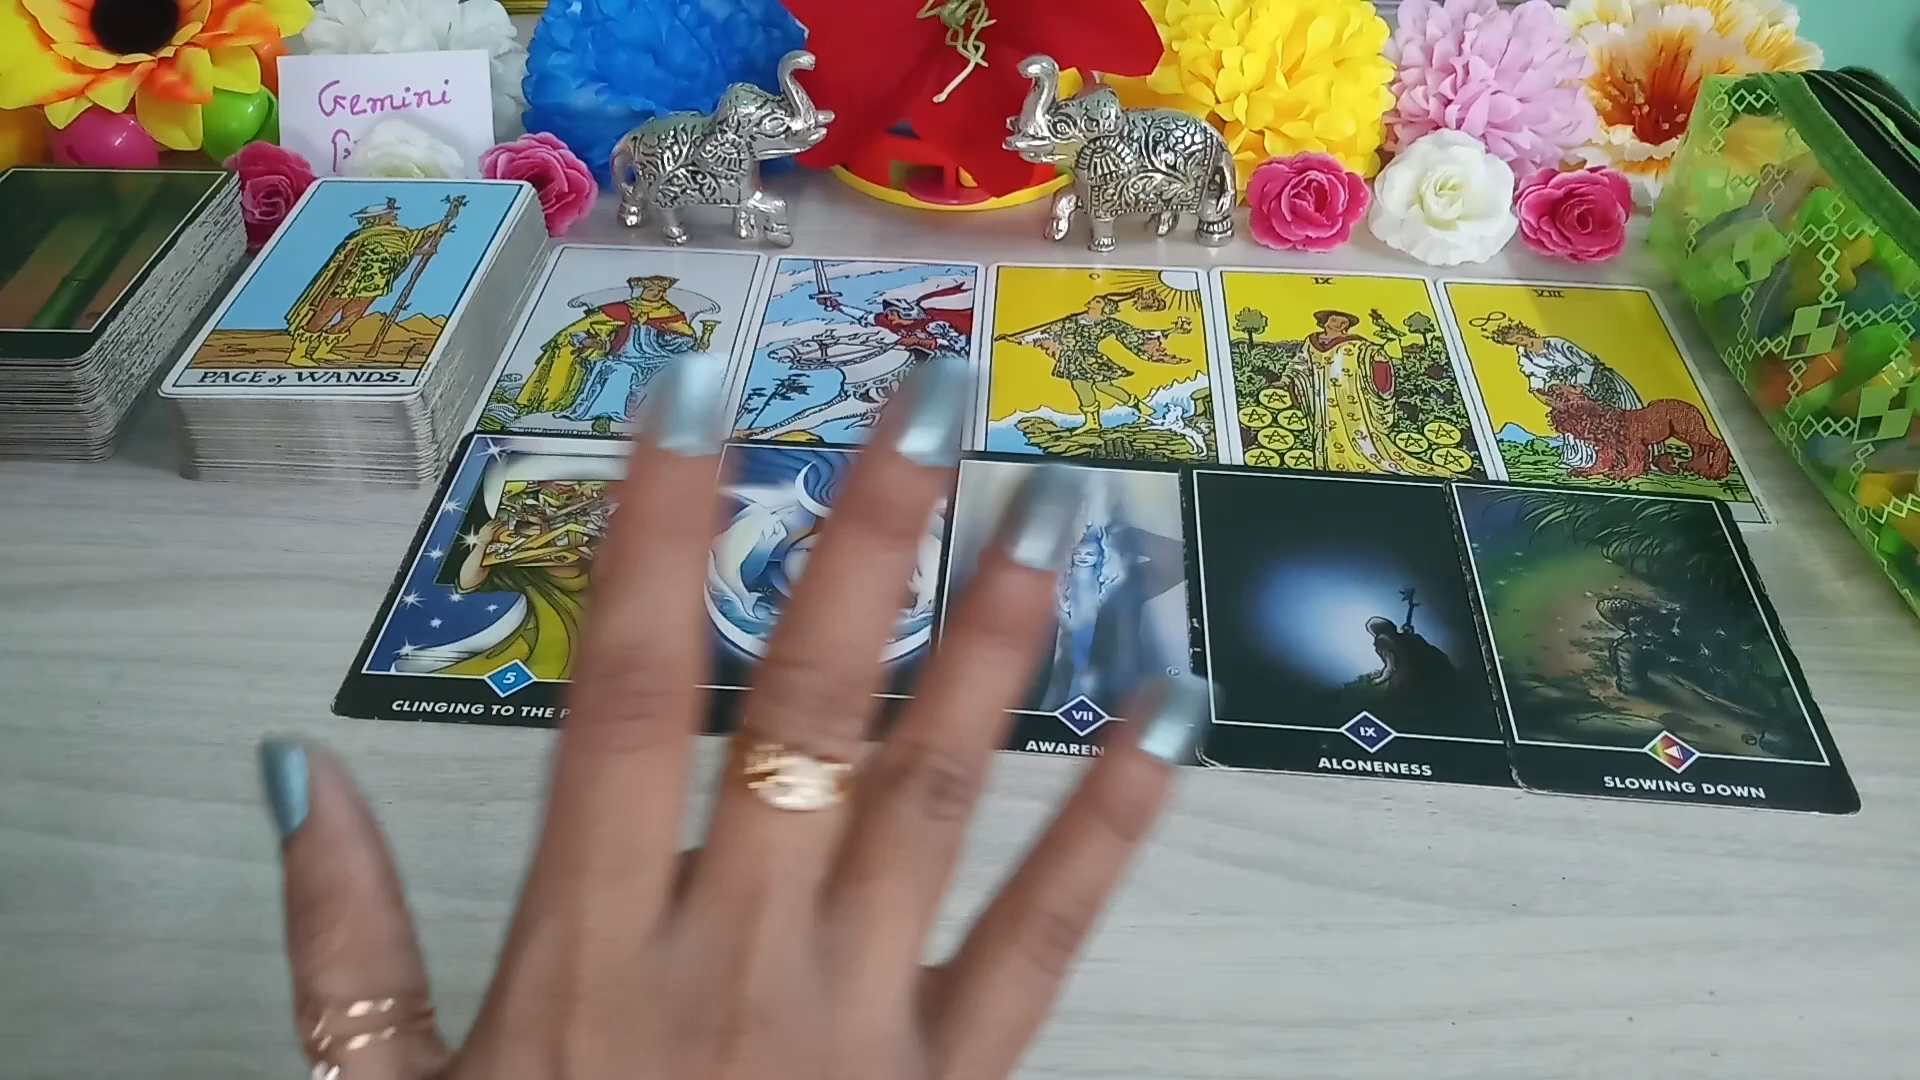 Gemini
PAGE of WANDS.
IX
VIII
5
CLINGING TO THE P
VII
AWAREN
IX
ALONENESS
SLOWING DOWN